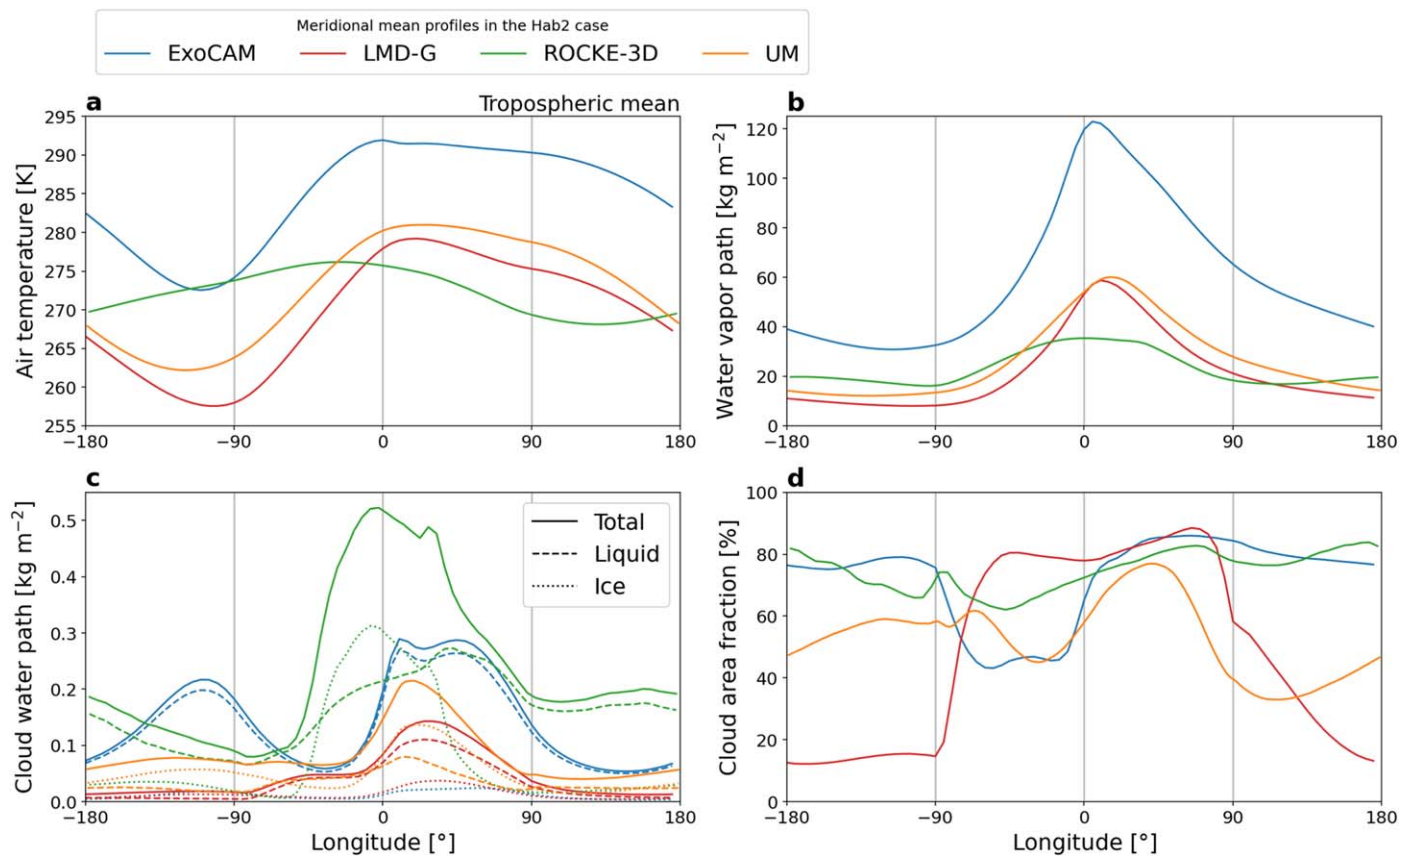 Meridional mean profiles in the Hab2 case
ExoCAM LMD-G ROCKE-3D UM
a Tropospheric mean
295
290
285
280
275
270
265
260
255
Air temperature [K]
−180 −90 0 90 180
b
120
100
80
60
40
20
0
Water vapor path [kg m−2]
−180 −90 0 90 180
c
Total
Liquid
Ice
0.5
0.4
0.3
0.2
0.1
0.0
Cloud water path [kg m−2]
−180 −90 0 90 180
Longitude [°]
d
100
80
60
40
20
0
Cloud area fraction [%]
−180 −90 0 90 180
Longitude [°]